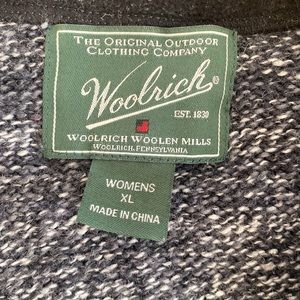 The Original Outdoor
Clothing Company
Woolrich®
EST. 1830
Woolrich Woolen Mills
Woolrich, Pennsylvania
WOMENS
XL
MADE IN CHINA